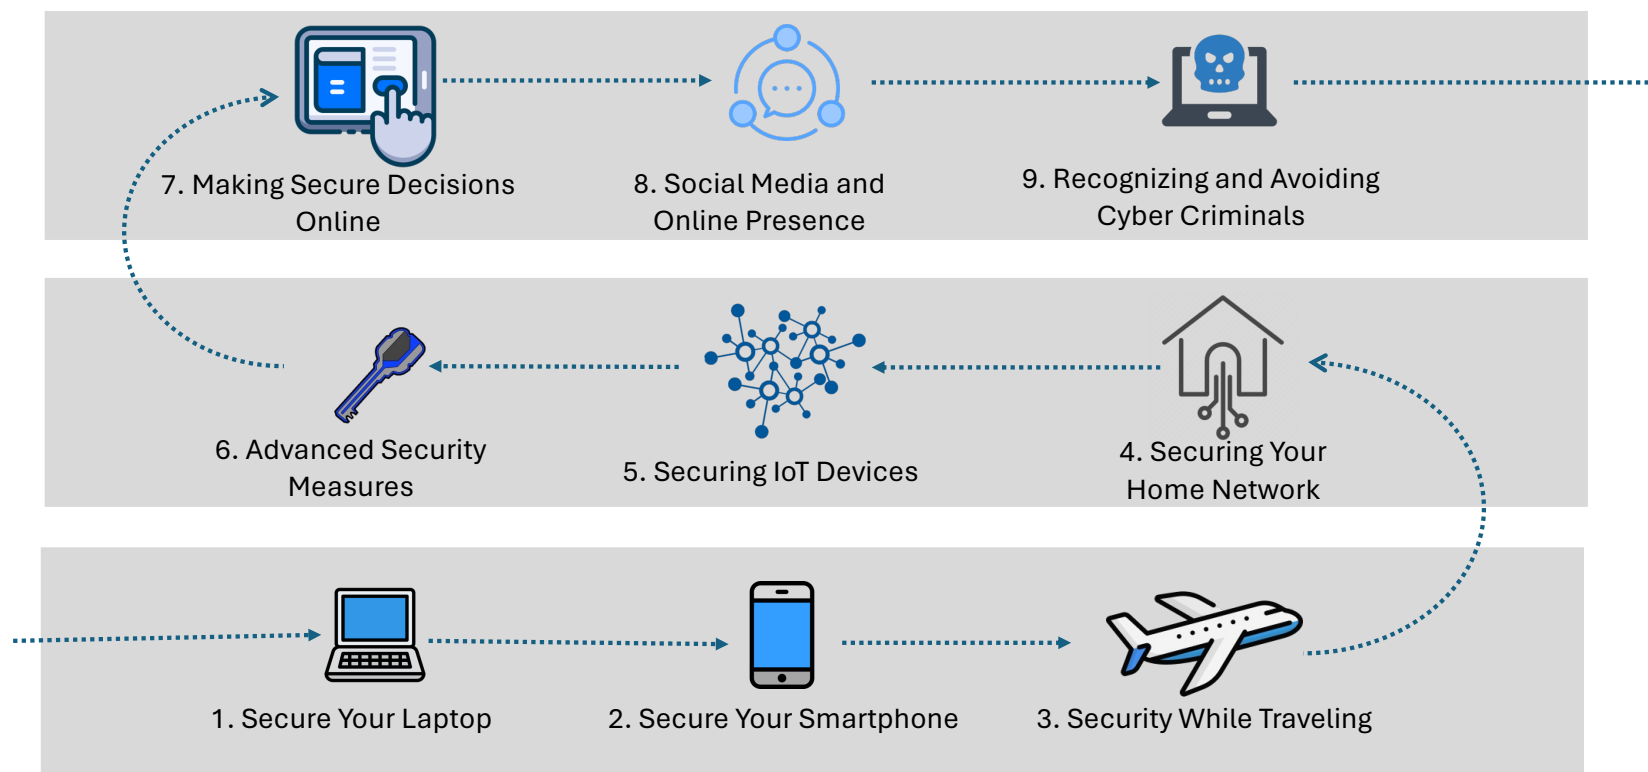 7. Making Secure Decisions
Online
8. Social Media and
Online Presence
9. Recognizing and Avoiding
Cyber Criminals
6. Advanced Security
Measures
5. Securing IoT Devices
4. Securing Your
Home Network
1. Secure Your Laptop
2. Secure Your Smartphone
3. Security While Traveling